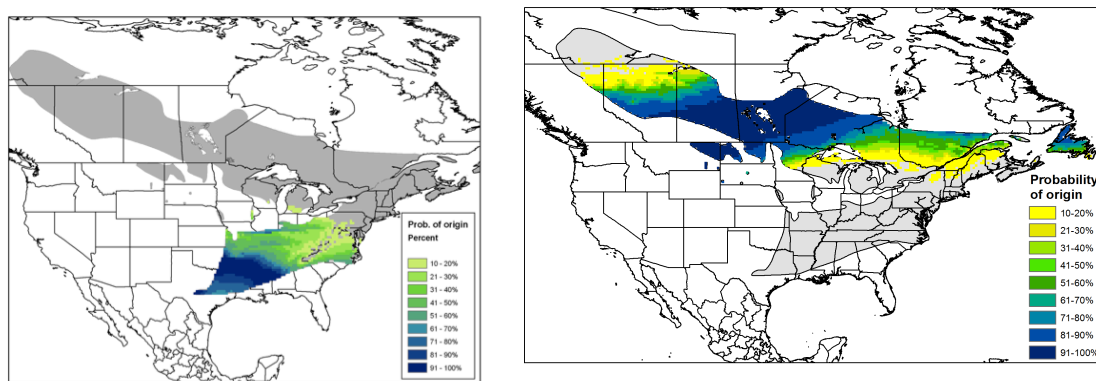 Prob. of origin
Percent
10 - 20%
21 - 30%
31 - 40%
41 - 50%
51 - 60%
61 - 70%
71 - 80%
81 - 90%
91 - 100%
Probability
of origin
10-20%
21-30%
31-40%
41-50%
51-60%
61-70%
71-80%
81-90%
91-100%